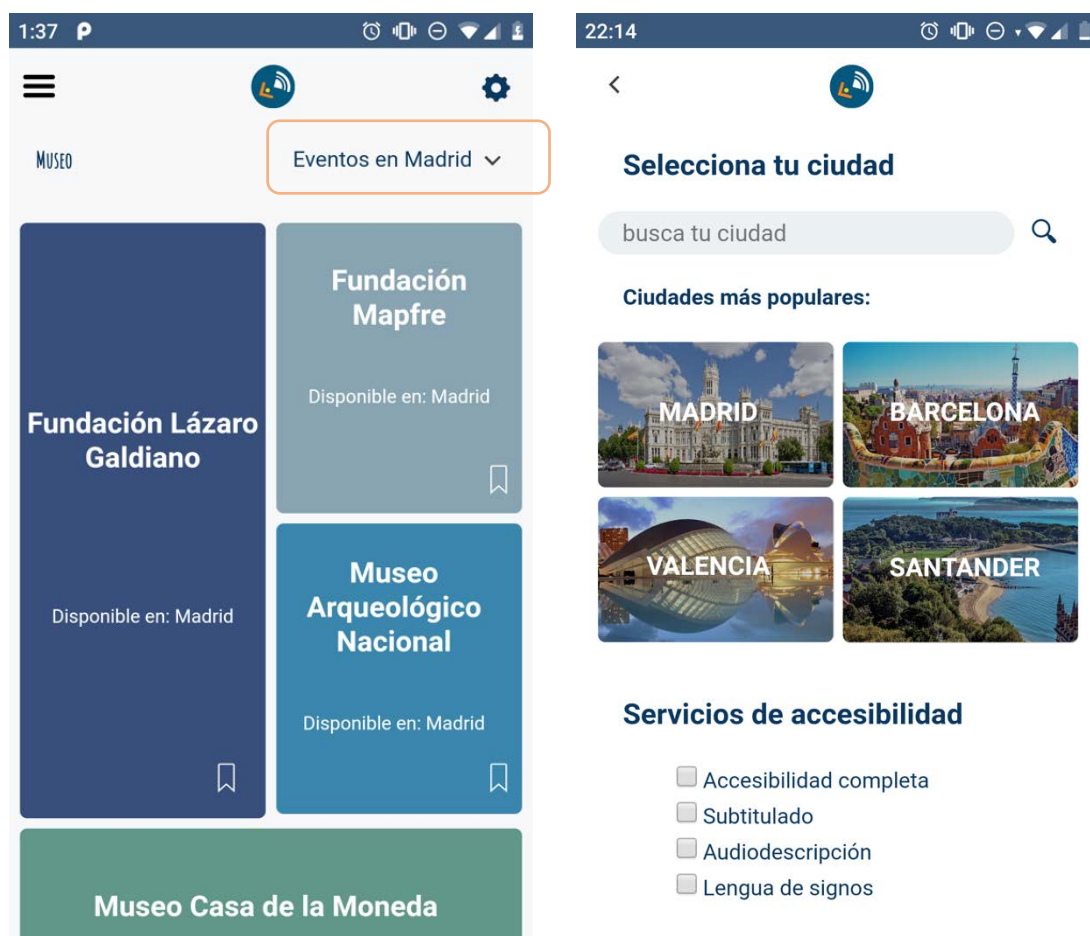 1:37
Museo
Eventos en Madrid
Fundación Lázaro
Galdiano
Disponible en: Madrid
Fundación
Mapfre
Disponible en: Madrid
Museo
Arqueológico
Nacional
Disponible en: Madrid
Museo Casa de la Moneda
22:14
Selecciona tu ciudad
busca tu ciudad
Ciudades más populares:
MADRID
BARCELONA
VALENCIA
SANTANDER
Servicios de accesibilidad
Accesibilidad completa
Subtitulado
Audiodescripción
Lengua de signos